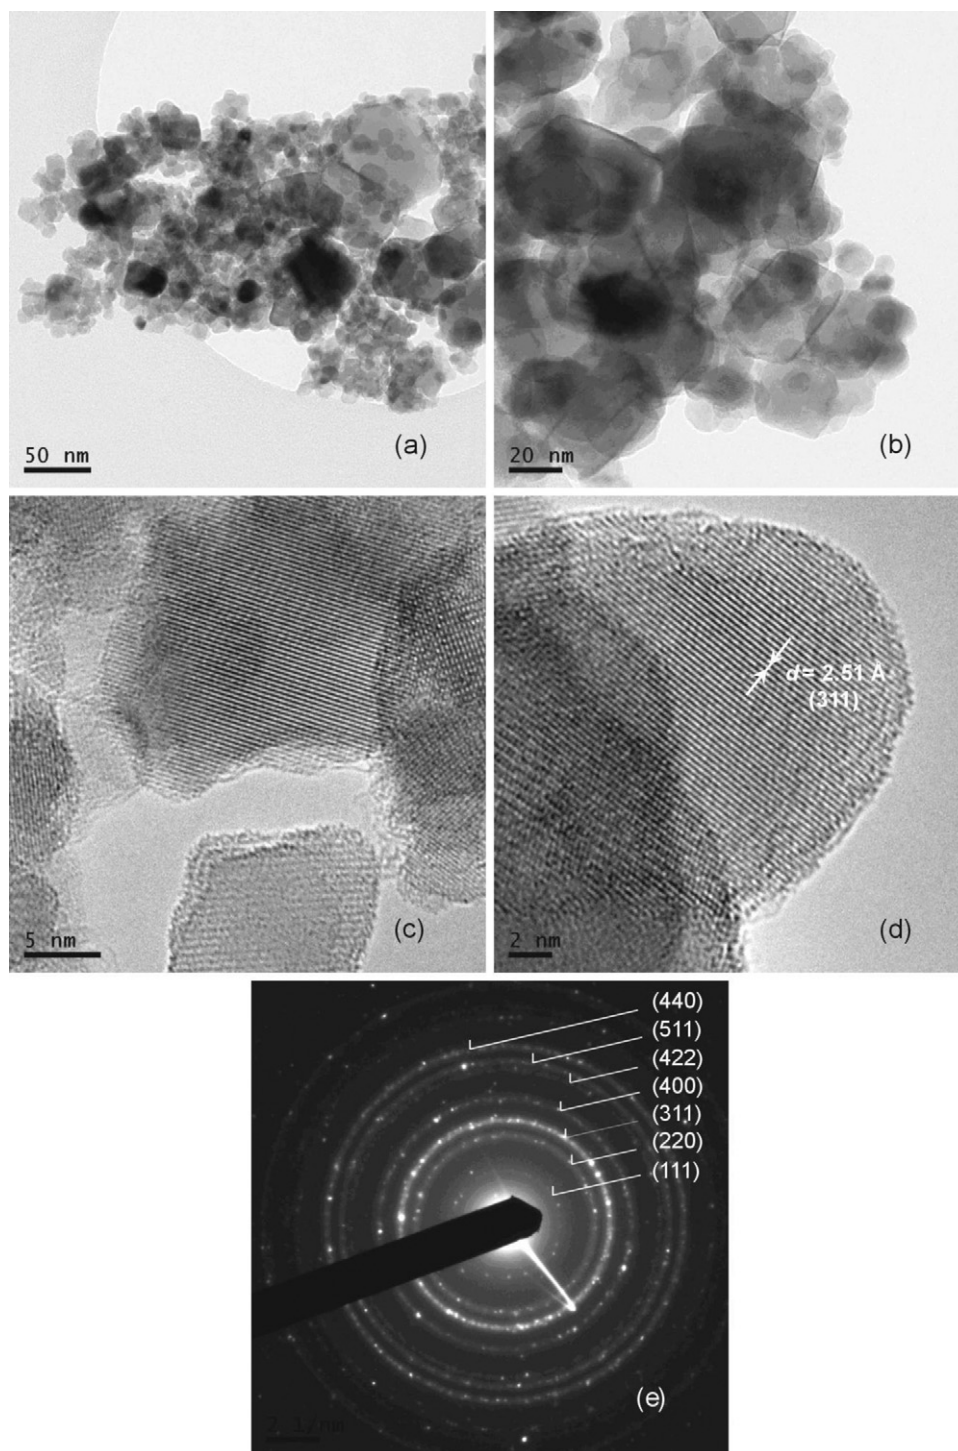 (a)
50 nm
(b)
20 nm
(c)
5 nm
d = 2.51 A
(311)
(d)
2 nm
(440)
(511)
(422)
(400)
(311)
(220)
(111)
(e)